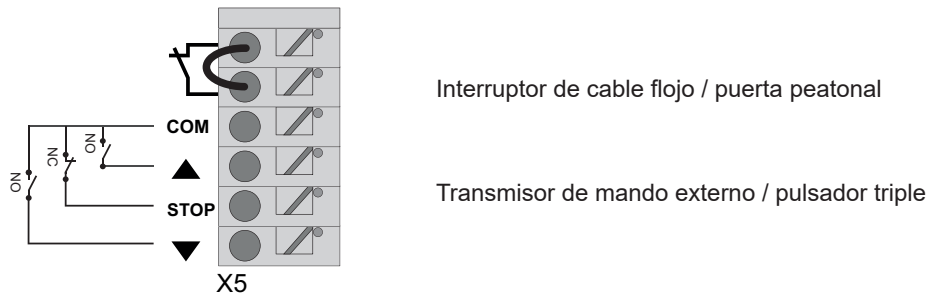 Interruptor de cable flojo / puerta peatonal
COM
NO
NC
NO
Transmisor de mando externo / pulsador triple
STOP
X5